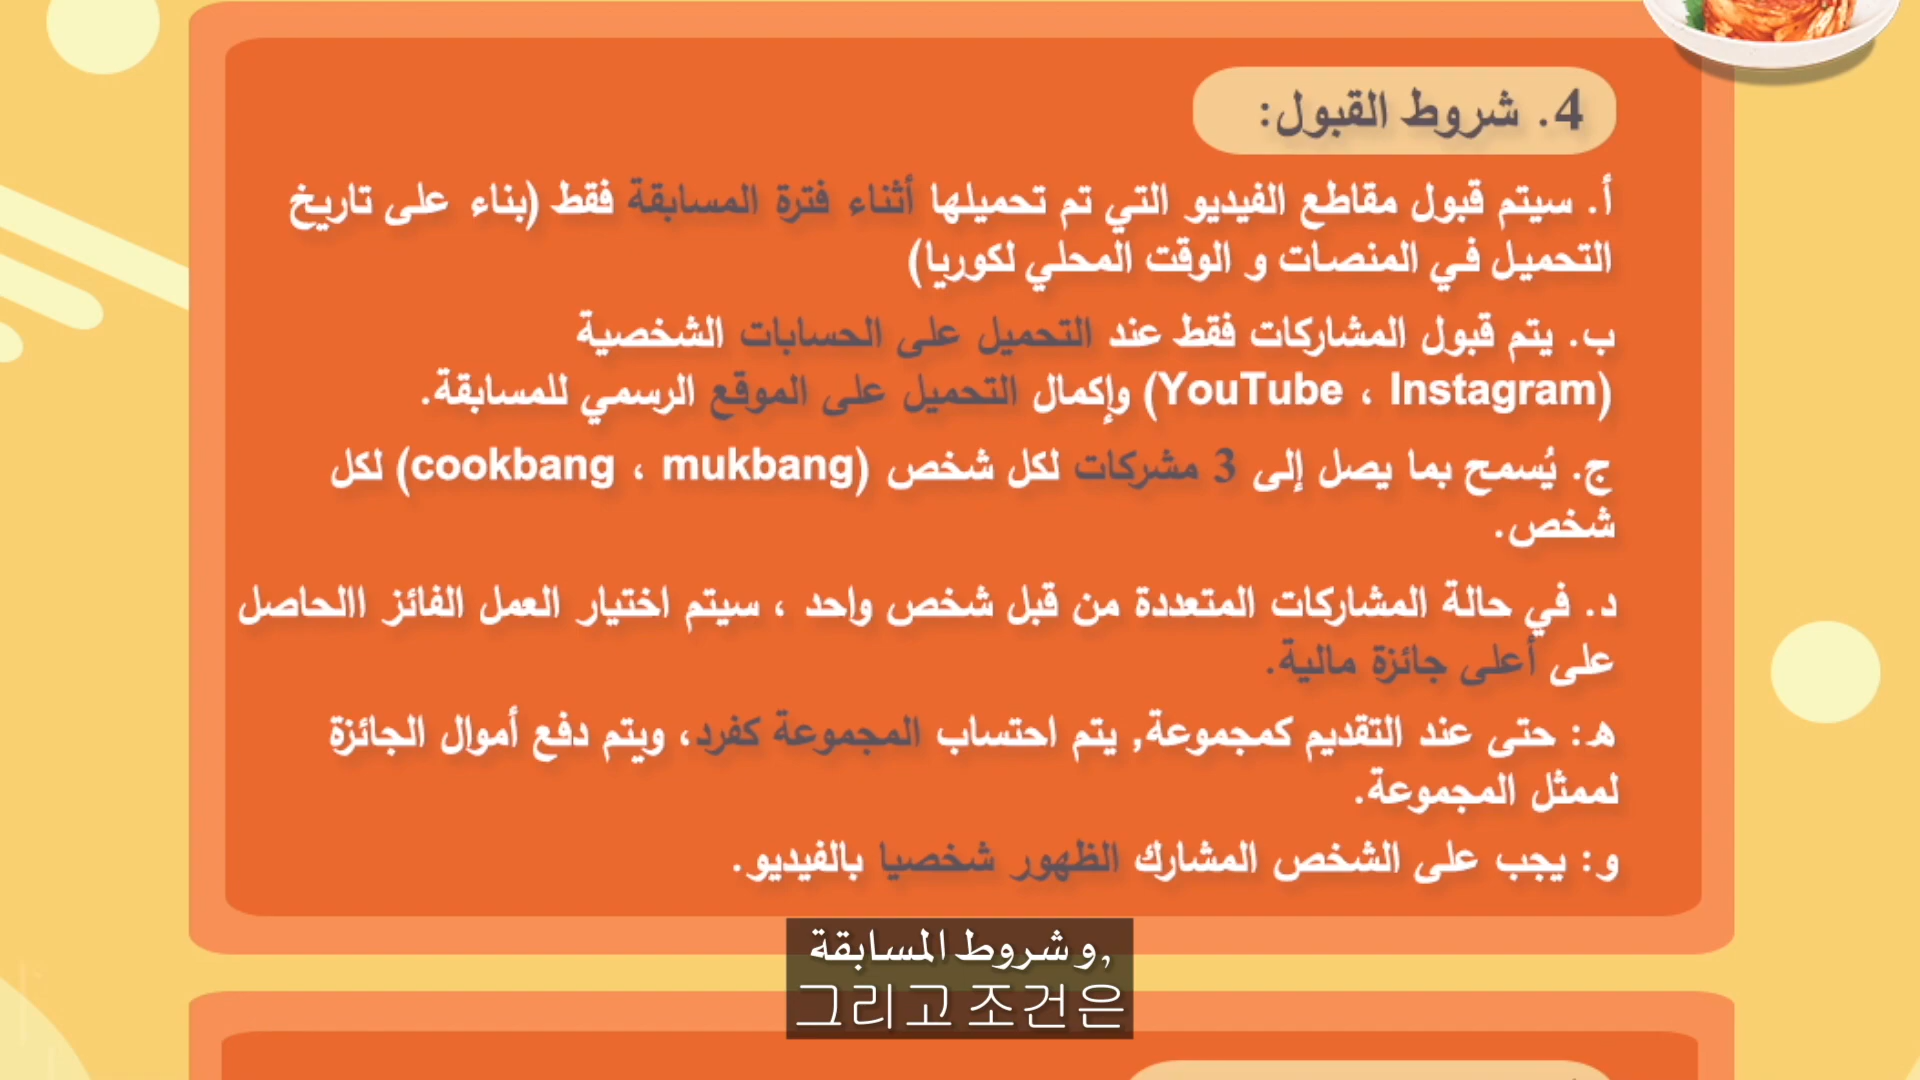 4. شروط القبول:
أ. سيتم قبول مقاطع الفيديو التي تم تحميلها أثناء فترة المسابقة فقط (بناء على تاريخ
التحميل في المنصات و الوقت المحلي لكوريا)
ب. يتم قبول المشاركات فقط عند التحميل على الحسابات الشخصية
(YouTube ، Instagram) وإكمال التحميل على الموقع الرسمي للمسابقة.
ج. يُسمح بما يصل إلى 3 مشركات لكل شخص (cookbang ، mukbang) لكل
شخص.
د. في حالة المشاركات المتعددة من قبل شخص واحد ، سيتم اختيار العمل الفائز االحاصل
على أعلى جائزة مالية.
هـ: حتى عند التقديم كمجموعة, يتم احتساب المجموعة كفرد، ويتم دفع أموال الجائزة
لممثل المجموعة.
و: يجب على الشخص المشارك الظهور شخصيا بالفيديو.
و شروط المسابقة,
그리고 조건은